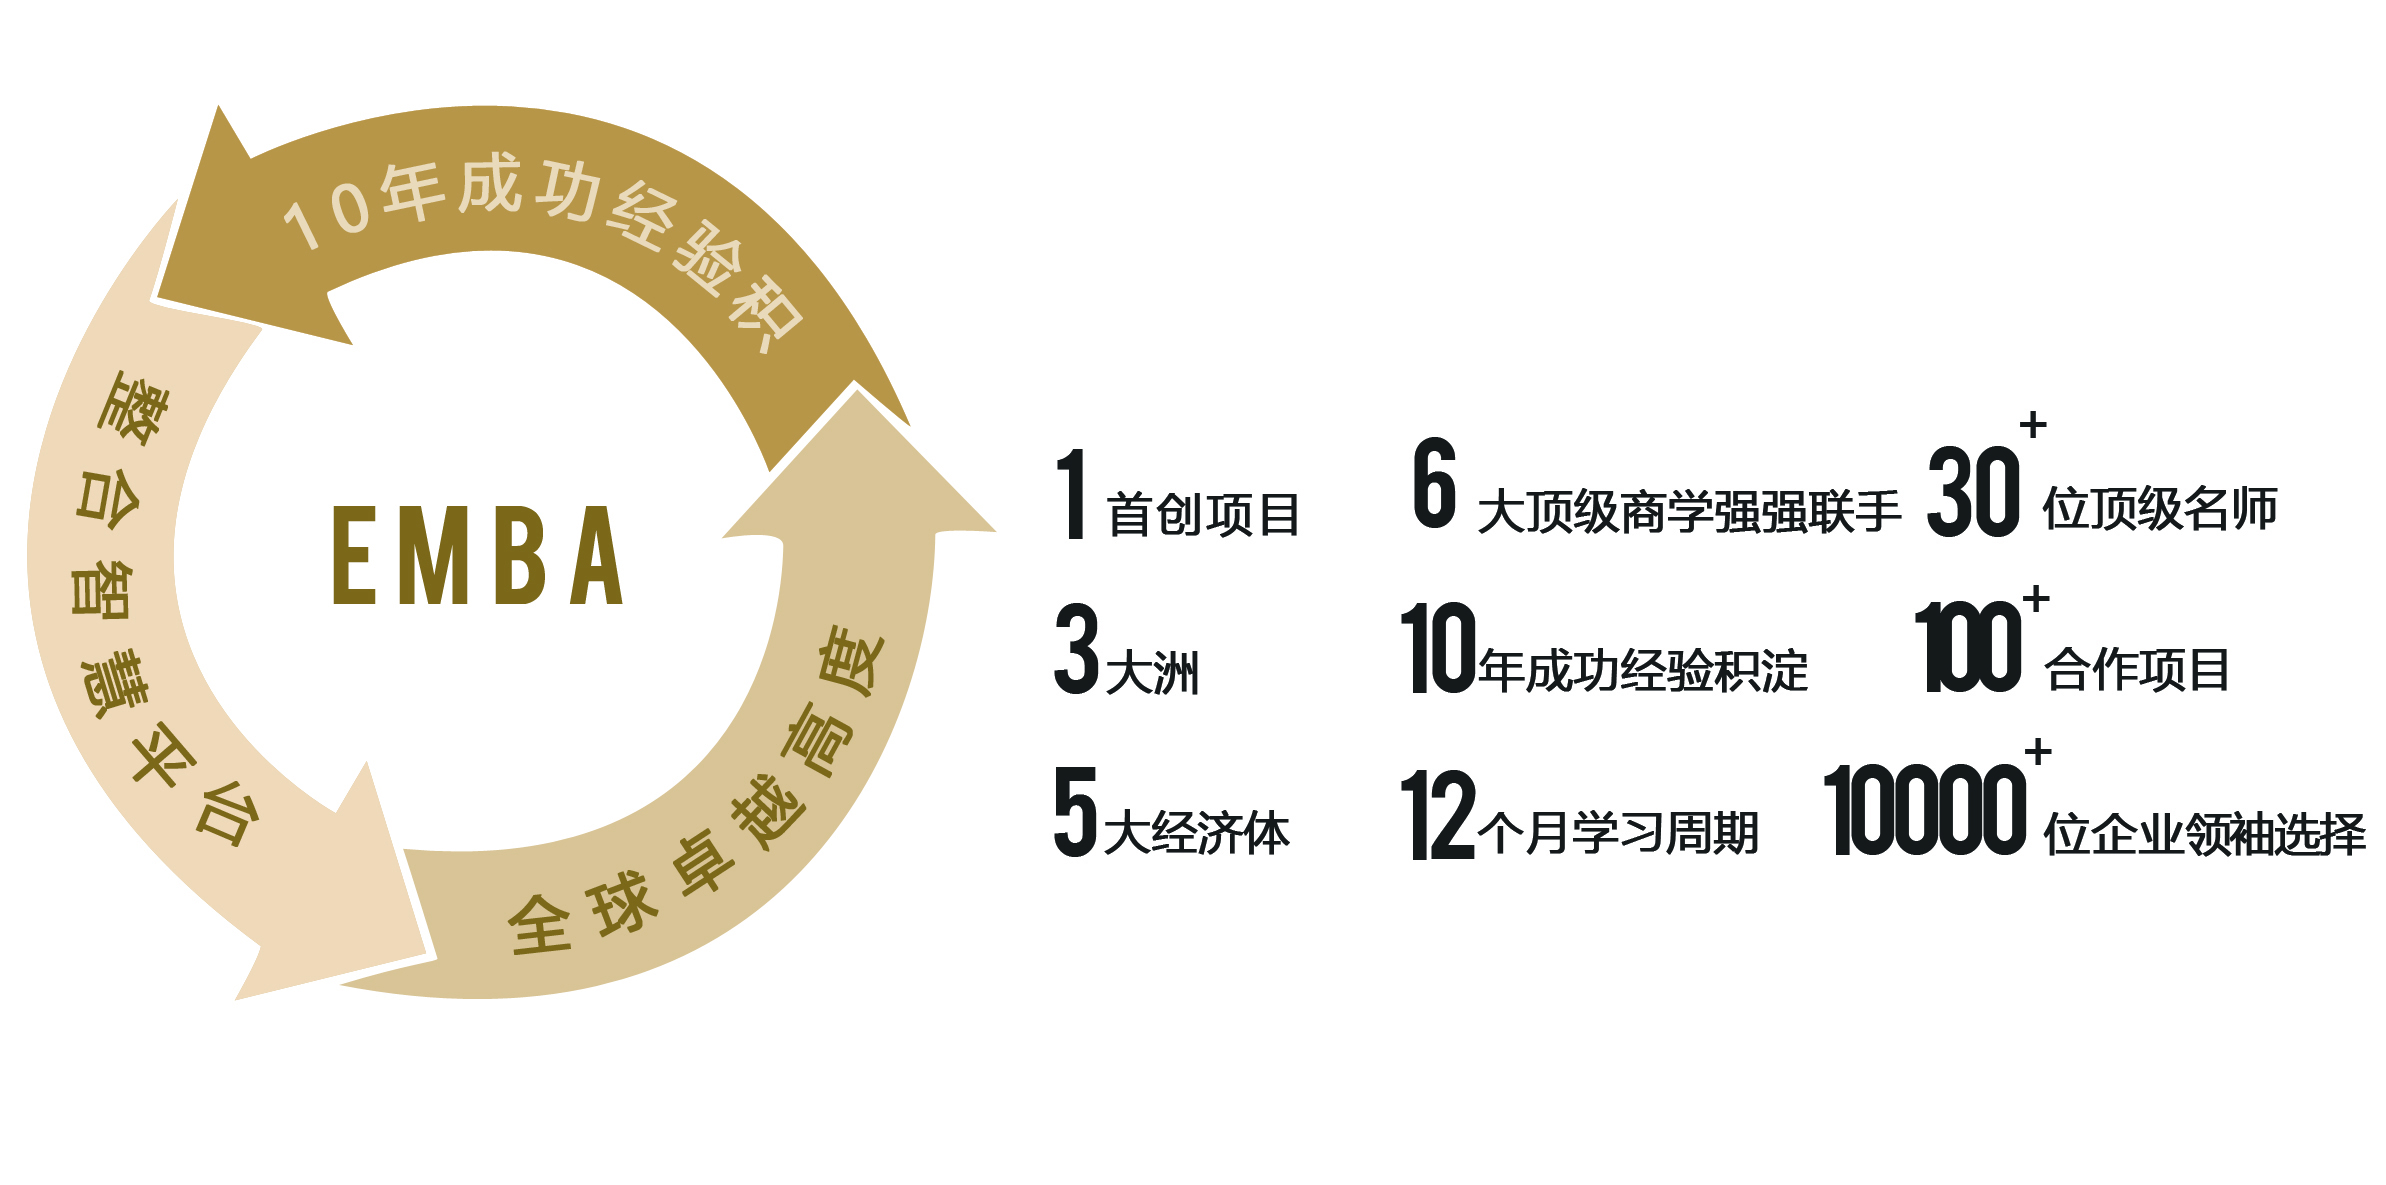 10年成功经验积
整合智慧平台
全球卓越高度
EMBA
1 首创项目
6 大顶级商学强强联手
30+ 位顶级名师
3 大洲
10 年成功经验积淀
100+ 合作项目
5 大经济体
12 个月学习周期
10000+ 位企业领袖选择